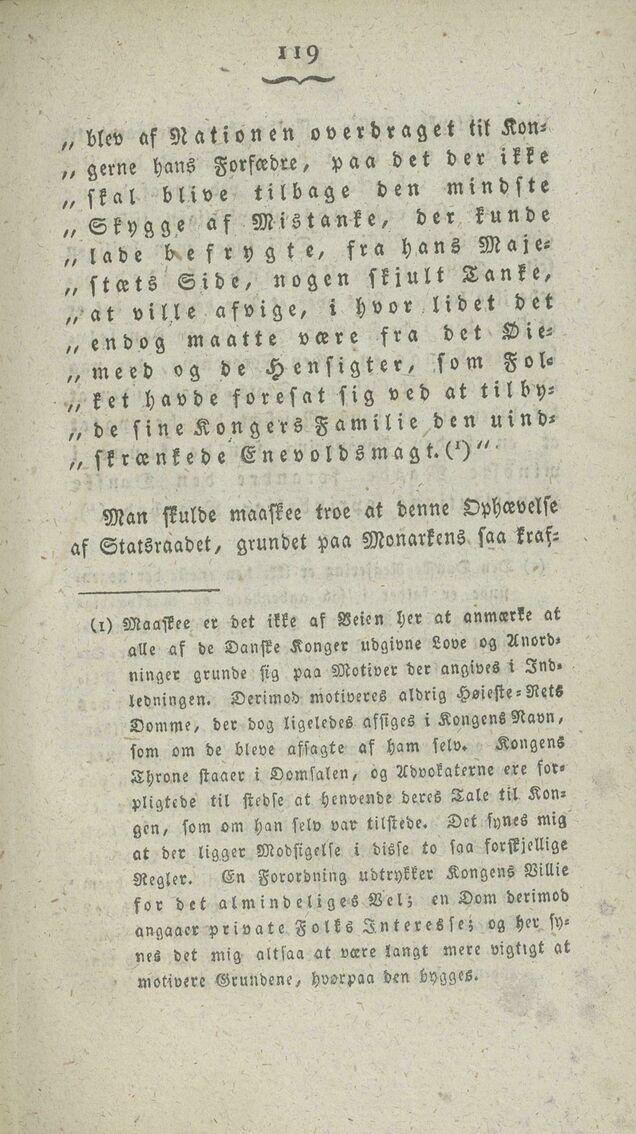 119
„ blev af Nationen overdraget til Kon-
„ gerne hans Forfædre, paa det der ikke
„ skal blive tilbage den mindste
„ Skygge af Mistanke, der kunde
„ lade befrygte, fra hans Maje-
„ stæts Side, nogen skjult Tanke,
„ at ville afvige, i hvor lidet det
„ endog maatte være fra det Øie-
„ meed og de Hensigter, som Fol-
„ ket havde foresat sig ved at tilby-
„ de sine Kongers Familie den uind-
„ skrænkede Enevoldsmagt. (1)“
Man skulde maaskee troe at denne Ophævelse
af Statsraadet, grundet paa Monarkens saa kraf-
(1) Maaskee er det ikke af Veien her at anmærke at
alle af de Danske Konger udgivne Love og Anord-
ninger grunde sig paa Motiver der angives i Ind-
ledningen. Derimod motiveres aldrig Høieste-Rets
Domme, der dog ligeledes afsiges i Kongens Navn,
som om de bleve afsagte af ham selv. Kongens
Throne staaer i Domsalen, og Advokaterne ere for-
pligtede til stedse at henvende deres Tale til Kon-
gen, som om han selv var tilstede. Det synes mig
at der ligger Modsigelse i disse to saa forskjellige
Regler. En Forordning udtrykker Kongens Villie
for det almindeliges Vel; en Dom derimod
angaaer private Folks Interesse; og her sy-
nes det mig altsaa at være langt mere vigtigt at
motivere Grundene, hvorpaa den bygges.